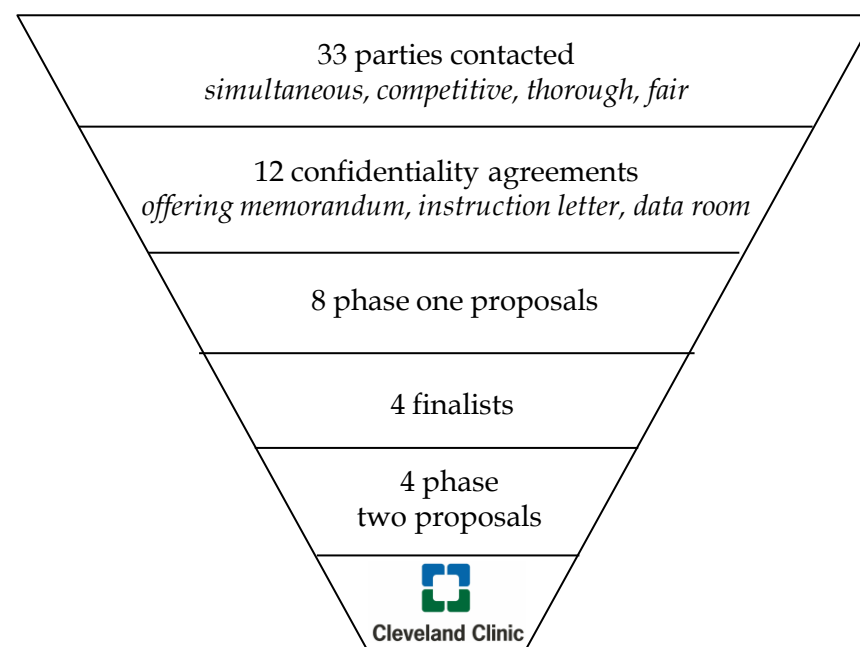 33 parties contacted
simultaneous, competitive, thorough, fair
12 confidentiality agreements
offering memorandum, instruction letter, data room
8 phase one proposals
4 finalists
4 phase
two proposals
Cleveland Clinic